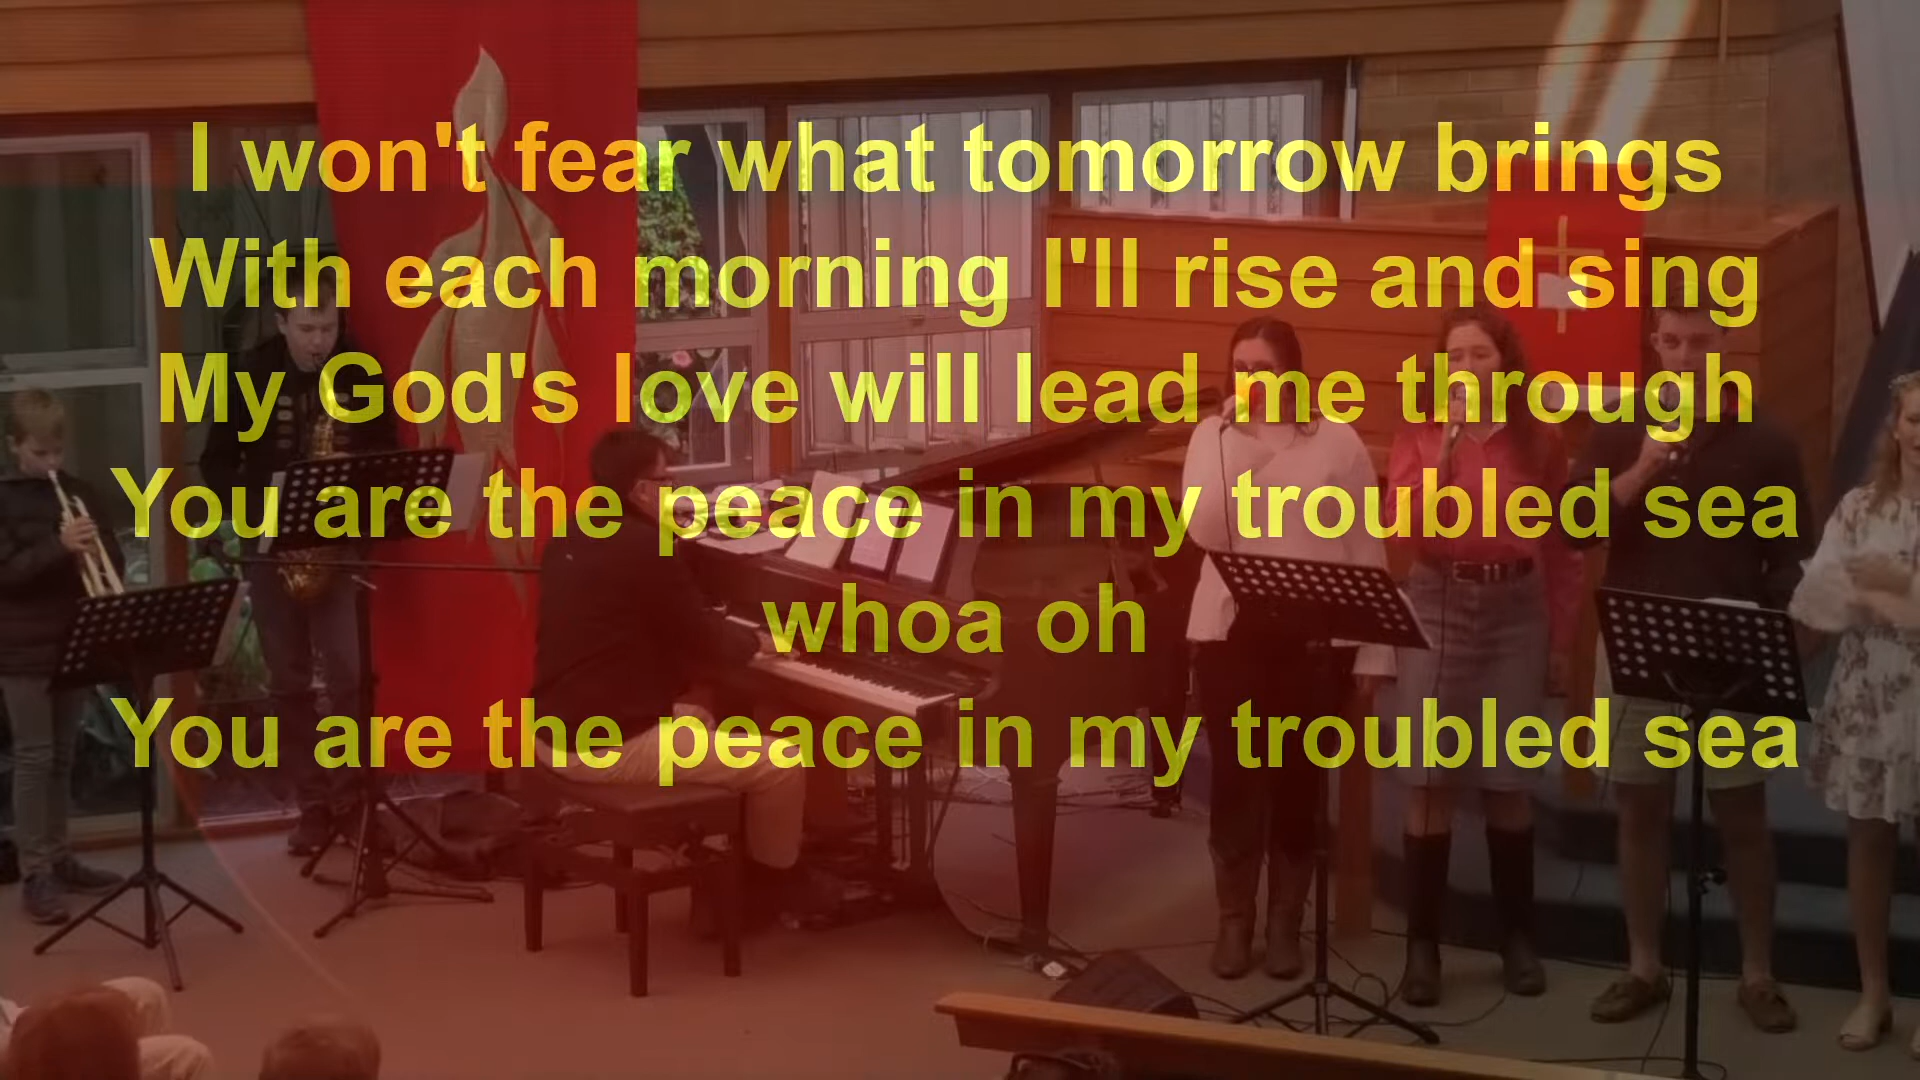 I won't fear what tomorrow brings
With each morning I'll rise and sing
My God's love will lead me through
You are the peace in my troubled sea
whoa oh
You are the peace in my troubled sea